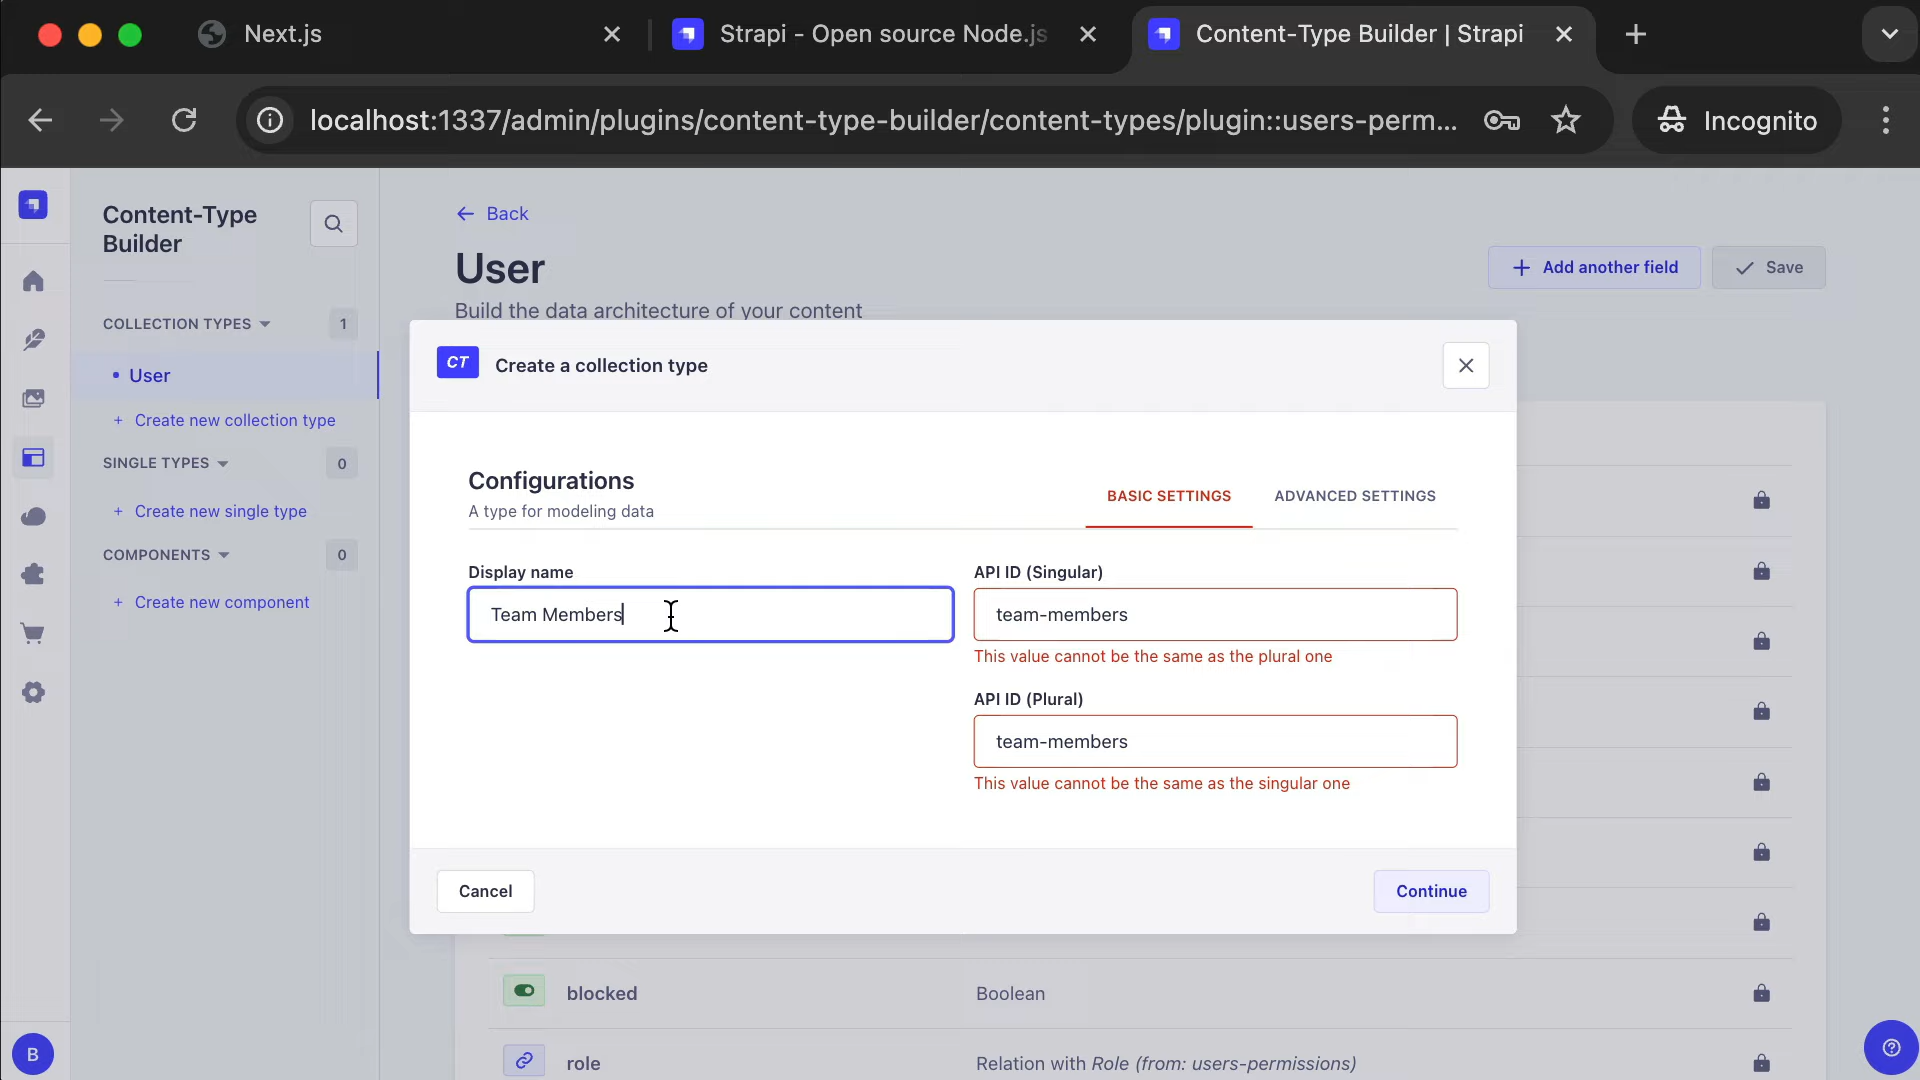 Next.js
Strapi - Open source Node.js
Content-Type Builder | Strapi
localhost:1337/admin/plugins/content-type-builder/content-types/plugin::users-perm...
Incognito
Content-Type
Builder
COLLECTION TYPES
1
User
+ Create new collection type
SINGLE TYPES
0
+ Create new single type
COMPONENTS
0
+ Create new component
B
Back
User
Build the data architecture of your content
Add another field
Save
CT
Create a collection type
Configurations
A type for modeling data
BASIC SETTINGS
ADVANCED SETTINGS
Display name
Team Members
API ID (Singular)
team-members
This value cannot be the same as the plural one
API ID (Plural)
team-members
This value cannot be the same as the singular one
Cancel
Continue
blocked
Boolean
role
Relation with Role (from: users-permissions)